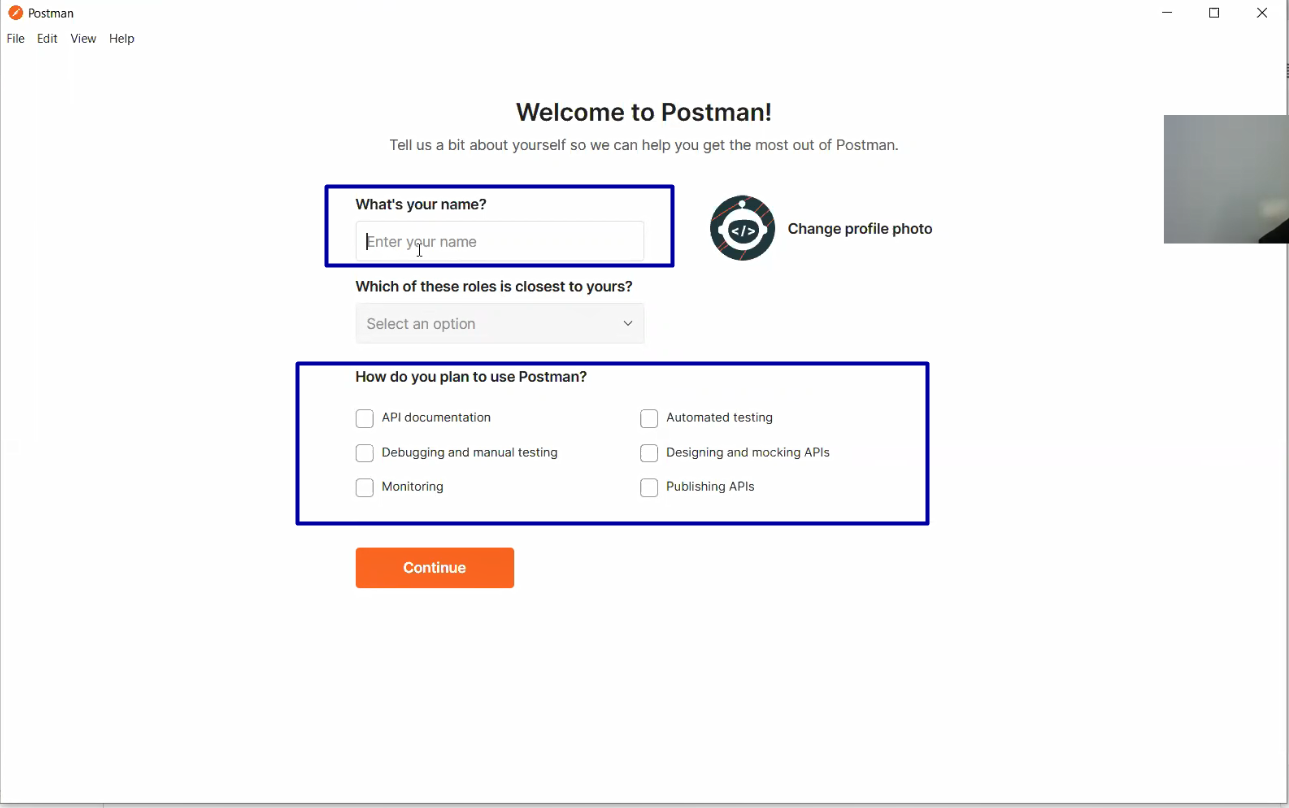 Postman
File Edit View Help
Welcome to Postman!
Tell us a bit about yourself so we can help you get the most out of Postman.
What's your name?
Enter your name
</>
Change profile photo
Which of these roles is closest to yours?
Select an option
How do you plan to use Postman?
API documentation
Automated testing
Debugging and manual testing
Designing and mocking APIs
Monitoring
Publishing APIs
Continue